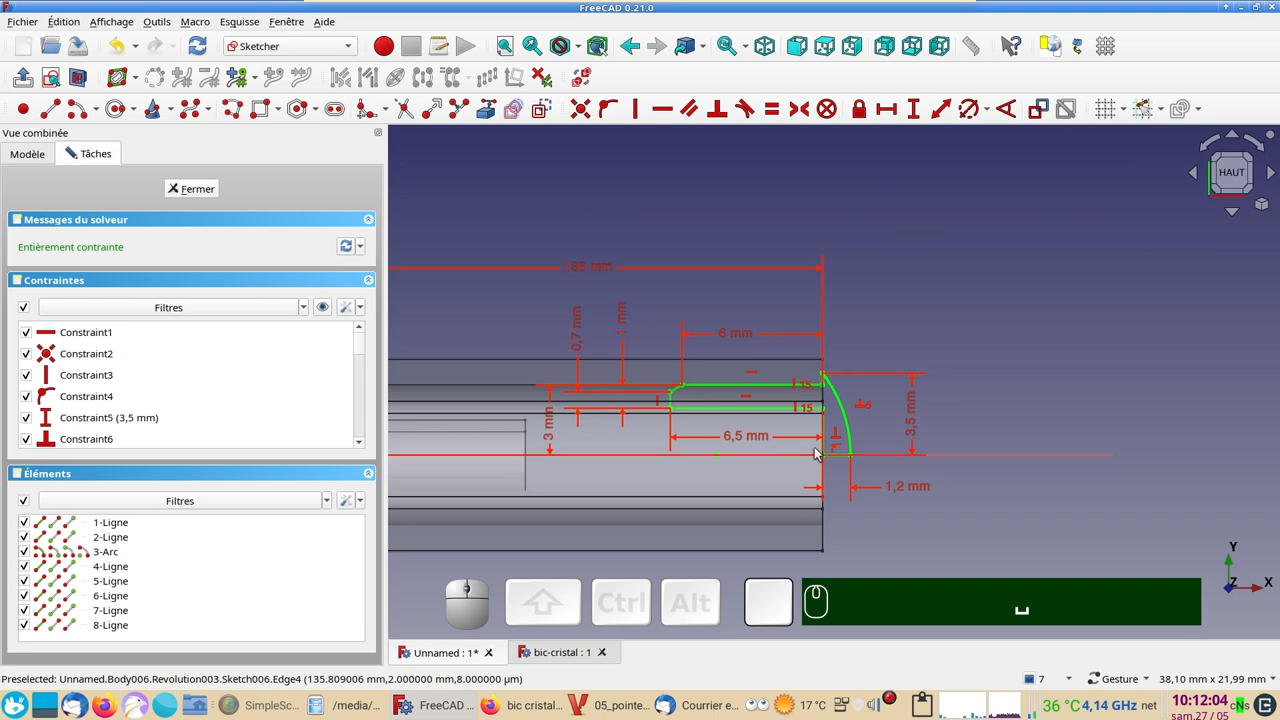 FreeCAD 0.21.0
Fichier Édition Affichage Outils Macro Esquisse Fenêtre Aide
Sketcher
Vue combinée
Modèle Tâches
HAUT
Fermer
Messages du solveur
Entièrement contrainte
Contraintes
Filtres
Constraint1
Constraint2
Constraint3
Constraint4
Constraint5 (3,5 mm)
Constraint6
Éléments
Filtres
1-Ligne
2-Ligne
3-Arc
4-Ligne
5-Ligne
6-Ligne
7-Ligne
8-Ligne
183 mm
0,7 mm
1 mm
6 mm
15
15
3 mm
6,5 mm
3,5 mm
1,2 mm
Y
Z X
Ctrl Alt
Unnamed : 1* bic-cristal : 1
Preselected: Unnamed.Body006.Revolution003.Sketch006.Edge4 (135.809006 mm,2.000000 mm,8.000000 µm)
7 Gesture 38,10 mm x 21,99 mm
SimpleSc... /media/... FreeCAD ... bic cristal... 05_pointe... Courrier e... 17 °C 36 °C 4,14 GHz net 10:12:04
sam.27 / 05